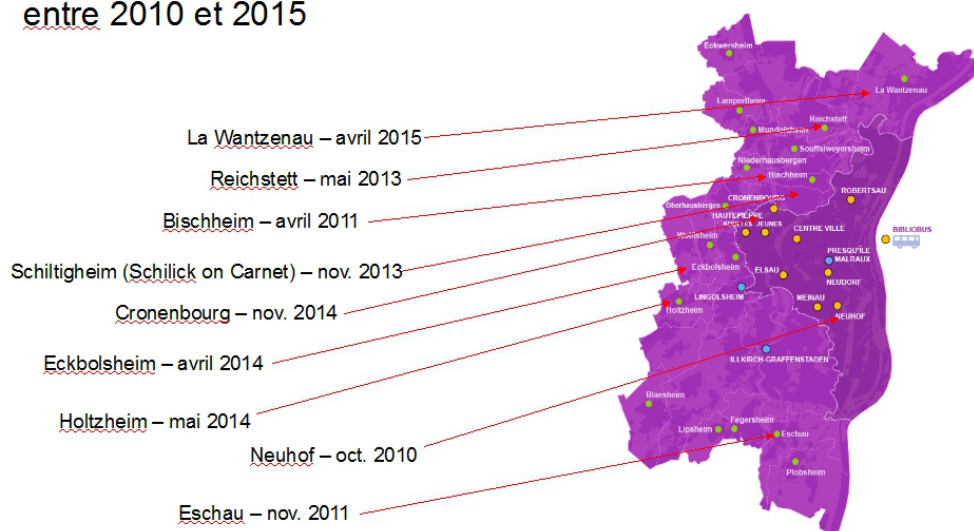 entre 2010 et 2015
La Wantzenau – avril 2015
Reichstett – mai 2013
Bischheim – avril 2011
Schiltigheim (Schilick on Carnet) – nov. 2013
Cronenbourg – nov. 2014
Eckbolsheim – avril 2014
Holtzheim – mai 2014
Neuhof – oct. 2010
Eschau – nov. 2011
Eckwersheim
La Wantzenau
Lampertheim
Reichstett
Mundolsheim
Souffelweyersheim
Niederhausbergen
Bischheim
CRONENBOURG
ROBERTSAU
Oberhausbergen
HAUTEPIERRE
JEUNES
CENTRE VILLE
BIBLIOBUS
Wolfisheim
PRESQU'ÎLE
MALRAUX
Eckbolsheim
ELSAU
NEUDORF
LINGOLSHEIM
Holtzheim
MEINAU
NEUHOF
ILLKIRCH-GRAFFENSTADEN
Blaesheim
Fegersheim
Lipsheim
Eschau
Plobsheim